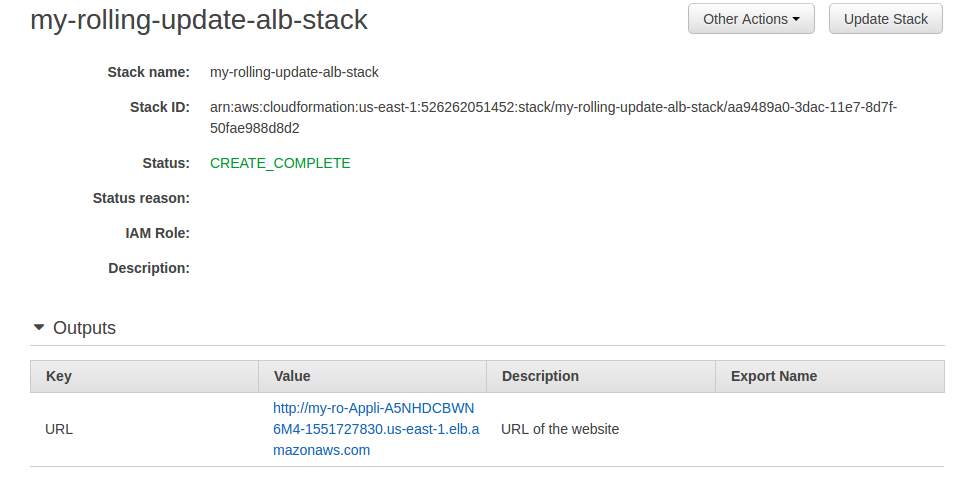 my-rolling-update-alb-stack
Other Actions
Update Stack
Stack name: my-rolling-update-alb-stack
Stack ID: arn:aws:cloudformation:us-east-1:526262051452:stack/my-rolling-update-alb-stack/aa9489a0-3dac-11e7-8d7f-
50fae988d8d2
Status: CREATE_COMPLETE
Status reason:
IAM Role:
Description:
Outputs
Key Value Description Export Name
http://my-ro-Appli-A5NHDCBWN
URL 6M4-1551727830.us-east-1.elb.a URL of the website
mazonaws.com